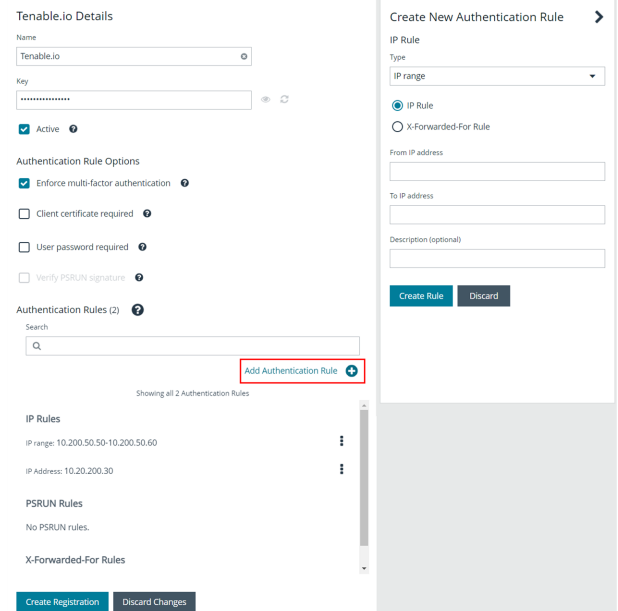 Tenable.io Details
Name
Tenable.io
Key
••••••••••••••••
Active
Authentication Rule Options
Enforce multi-factor authentication
Client certificate required
User password required
Verify PSRUN signature
Authentication Rules (2)
Search
Add Authentication Rule
Showing all 2 Authentication Rules
IP Rules
IP range: 10.200.50.50-10.200.50.60
IP Address: 10.20.200.30
PSRUN Rules
No PSRUN rules.
X-Forwarded-For Rules
Create Registration Discard Changes
Create New Authentication Rule
IP Rule
Type
IP range
IP Rule
X-Forwarded-For Rule
From IP address
To IP address
Description (optional)
Create Rule Discard